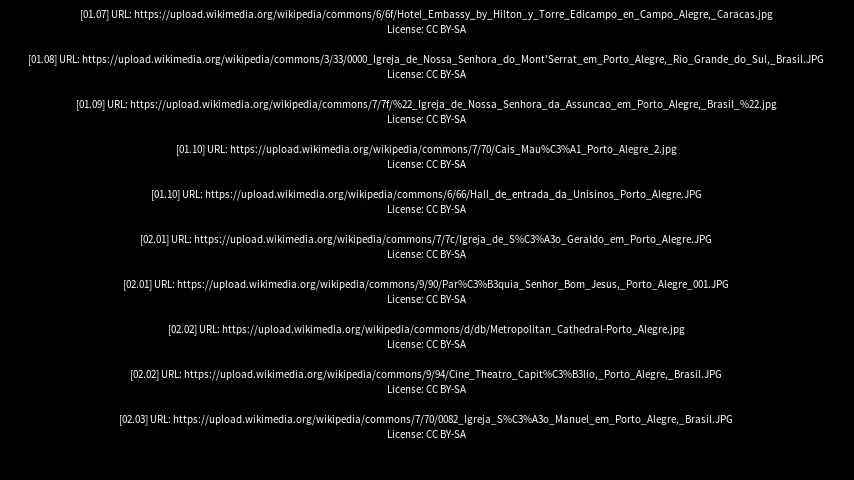 [01.07] URL: https://upload.wikimedia.org/wikipedia/commons/6/6f/Hotel_Embassy_by_Hilton_y_Torre_Edicampo_en_Campo_Alegre,_Caracas.jpg
License: CC BY-SA
[01.08] URL: https://upload.wikimedia.org/wikipedia/commons/3/33/0000_Igreja_de_Nossa_Senhora_do_Mont'Serrat_em_Porto_Alegre,_Rio_Grande_do_Sul,_Brasil.JPG
License: CC BY-SA
[01.09] URL: https://upload.wikimedia.org/wikipedia/commons/7/7f/%22_Igreja_de_Nossa_Senhora_da_Assuncao_em_Porto_Alegre,_Brasil_%22.jpg
License: CC BY-SA
[01.10] URL: https://upload.wikimedia.org/wikipedia/commons/7/70/Cais_Mau%C3%A1_Porto_Alegre_2.jpg
License: CC BY-SA
[01.10] URL: https://upload.wikimedia.org/wikipedia/commons/6/66/Hall_de_entrada_da_Unisinos_Porto_Alegre.JPG
License: CC BY-SA
[02.01] URL: https://upload.wikimedia.org/wikipedia/commons/7/7c/Igreja_de_S%C3%A3o_Geraldo_em_Porto_Alegre.JPG
License: CC BY-SA
[02.01] URL: https://upload.wikimedia.org/wikipedia/commons/9/90/Par%C3%B3quia_Senhor_Bom_Jesus,_Porto_Alegre_001.JPG
License: CC BY-SA
[02.02] URL: https://upload.wikimedia.org/wikipedia/commons/d/db/Metropolitan_Cathedral-Porto_Alegre.jpg
License: CC BY-SA
[02.02] URL: https://upload.wikimedia.org/wikipedia/commons/9/94/Cine_Theatro_Capit%C3%B3lio,_Porto_Alegre,_Brasil.JPG
License: CC BY-SA
[02.03] URL: https://upload.wikimedia.org/wikipedia/commons/7/70/0082_Igreja_S%C3%A3o_Manuel_em_Porto_Alegre,_Brasil.JPG
License: CC BY-SA